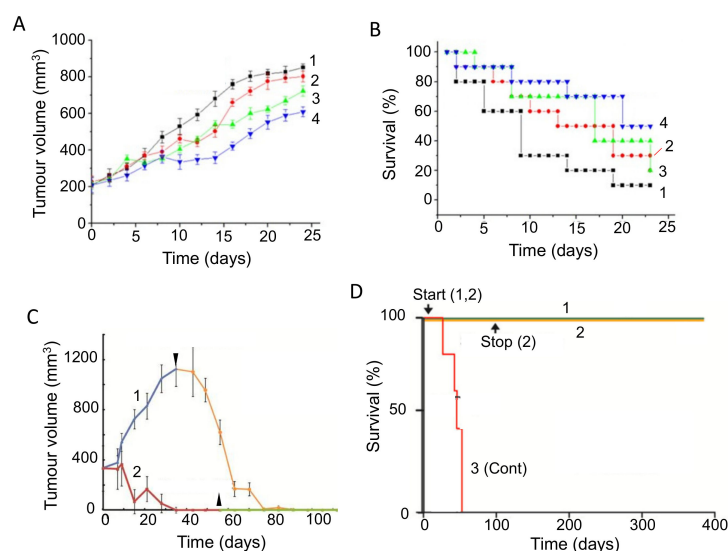 A
Tumour volume (mm³)
1000
800
600
400
200
0
0 5 10 15 20 25
Time (days)
1
2
3
4
B
Survival (%)
100
80
60
40
20
0
0 5 10 15 20 25
Time (days)
4
2
3
1
C
Tumour volume (mm³)
1200
800
400
0
0 20 40 60 80 100
Time (days)
1
2
D
Survival (%)
100
50
0
0 100 200 300 400
Time (days)
Start (1,2)
1
2
Stop (2)
3 (Cont)